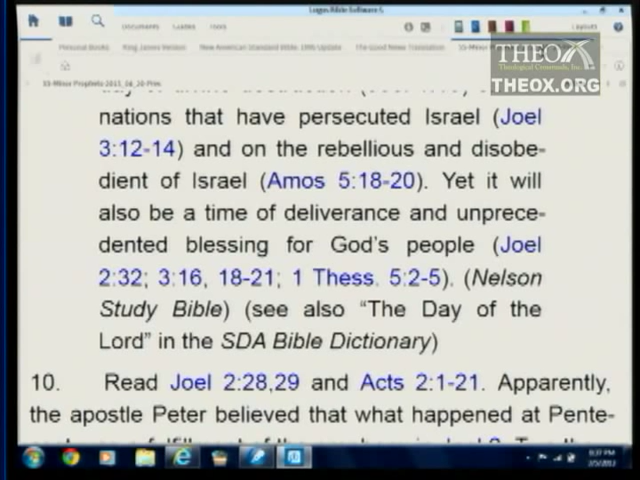 Logos Bible Software 5
Documents Guides Tools
Layouts
Personal Books King James Version New American Standard Bible: 1995 Update The Good News Translation
THEOX
THEOX.ORG
nations that have persecuted Israel (Joel
3:12-14) and on the rebellious and disobe-
dient of Israel (Amos 5:18-20). Yet it will
also be a time of deliverance and unprece-
dented blessing for God's people (Joel
2:32; 3:16, 18-21; 1 Thess. 5:2-5). (Nelson
Study Bible) (see also “The Day of the
Lord” in the SDA Bible Dictionary)
10. Read Joel 2:28,29 and Acts 2:1-21. Apparently,
the apostle Peter believed that what happened at Pente-